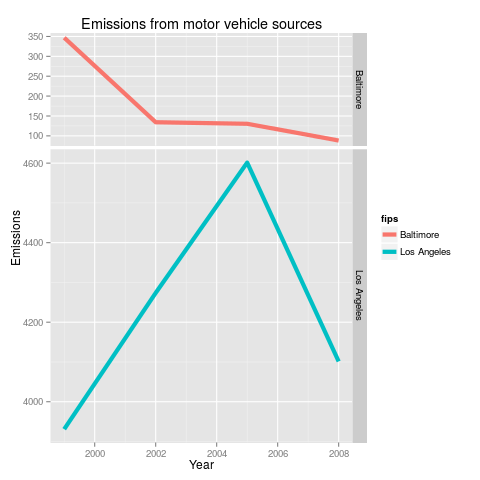 Emissions from motor vehicle sources
350
300
250
200
150
100
Baltimore
4600
4400
4200
4000
Los Angeles
Emissions
2000 2002 2004 2006 2008
Year
fips
Baltimore
Los Angeles